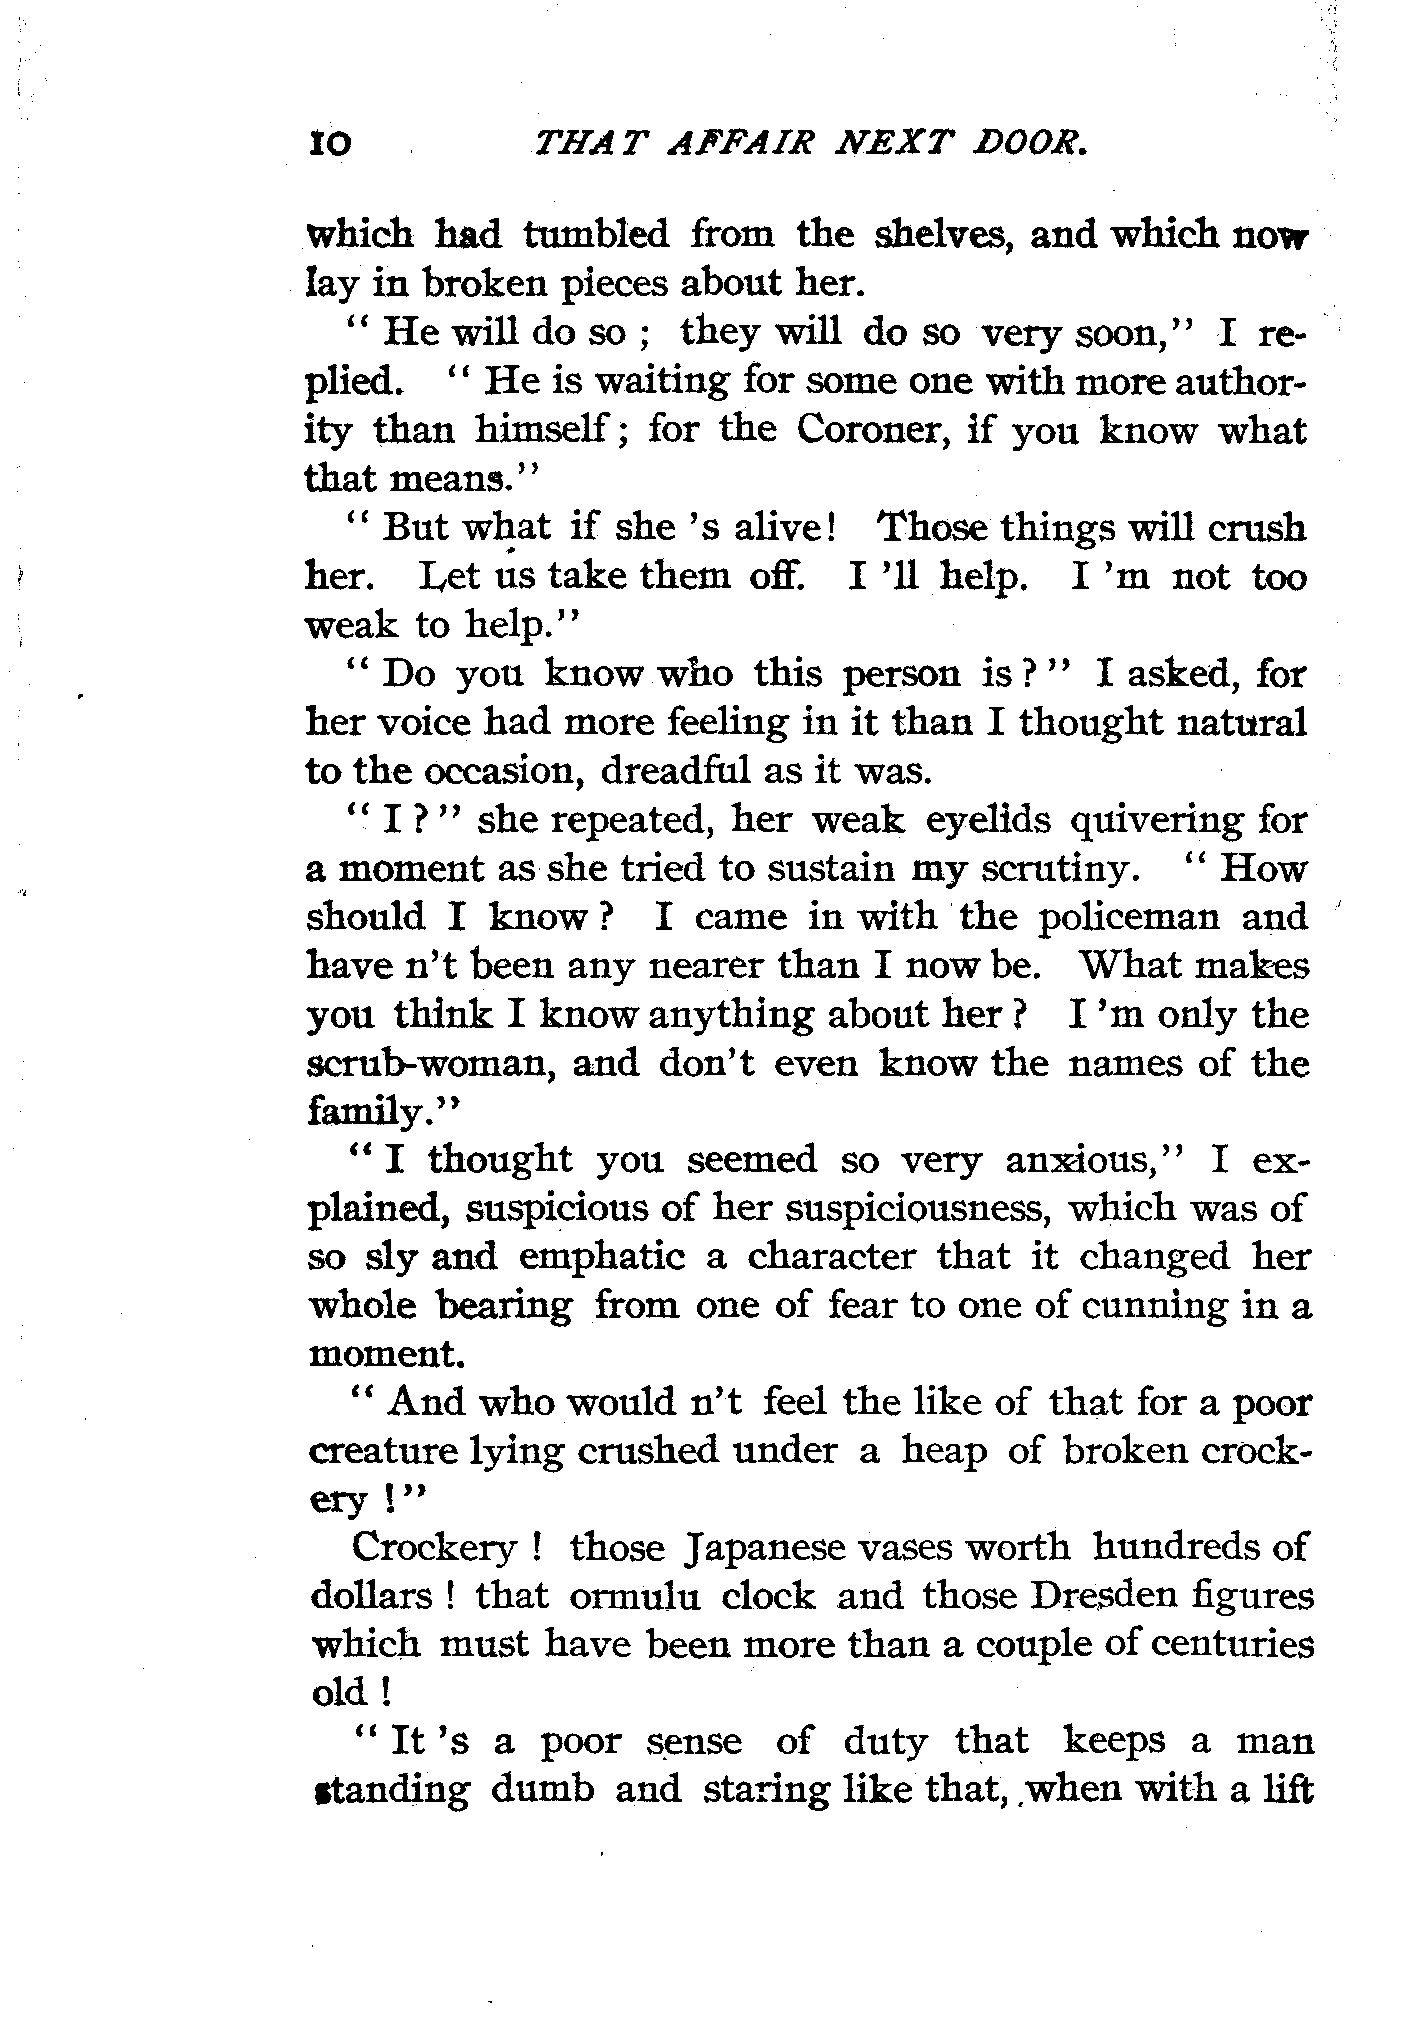 10 THAT AFFAIR NEXT DOOR.
which had tumbled from the shelves, and which now
lay in broken pieces about her.
“ He will do so ; they will do so very soon,” I re-
plied. “ He is waiting for some one with more author-
ity than himself ; for the Coroner, if you know what
that means.”
“ But what if she ’s alive! Those things will crush
her. Let us take them off. I ’ll help. I ’m not too
weak to help.”
“ Do you know who this person is ? ” I asked, for
her voice had more feeling in it than I thought natural
to the occasion, dreadful as it was.
“ I ? ” she repeated, her weak eyelids quivering for
a moment as she tried to sustain my scrutiny. “ How
should I know ? I came in with the policeman and
have n’t been any nearer than I now be. What makes
you think I know anything about her ? I ’m only the
scrub-woman, and don’t even know the names of the
family.”
“ I thought you seemed so very anxious,” I ex-
plained, suspicious of her suspiciousness, which was of
so sly and emphatic a character that it changed her
whole bearing from one of fear to one of cunning in a
moment.
“ And who would n’t feel the like of that for a poor
creature lying crushed under a heap of broken crock-
ery !”
Crockery ! those Japanese vases worth hundreds of
dollars ! that ormulu clock and those Dresden figures
which must have been more than a couple of centuries
old !
“ It ’s a poor sense of duty that keeps a man
standing dumb and staring like that, when with a lift